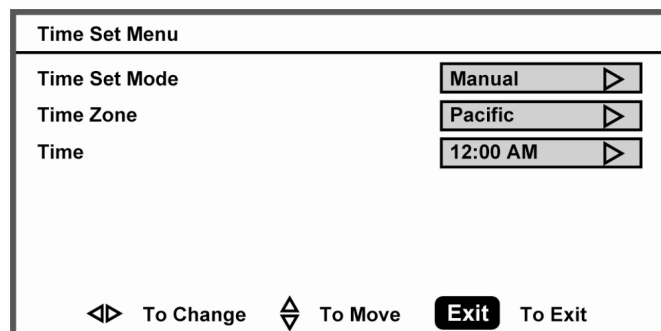 Time Set Menu
Time Set Mode Manual
Time Zone Pacific
Time 12:00 AM
To Change To Move Exit To Exit